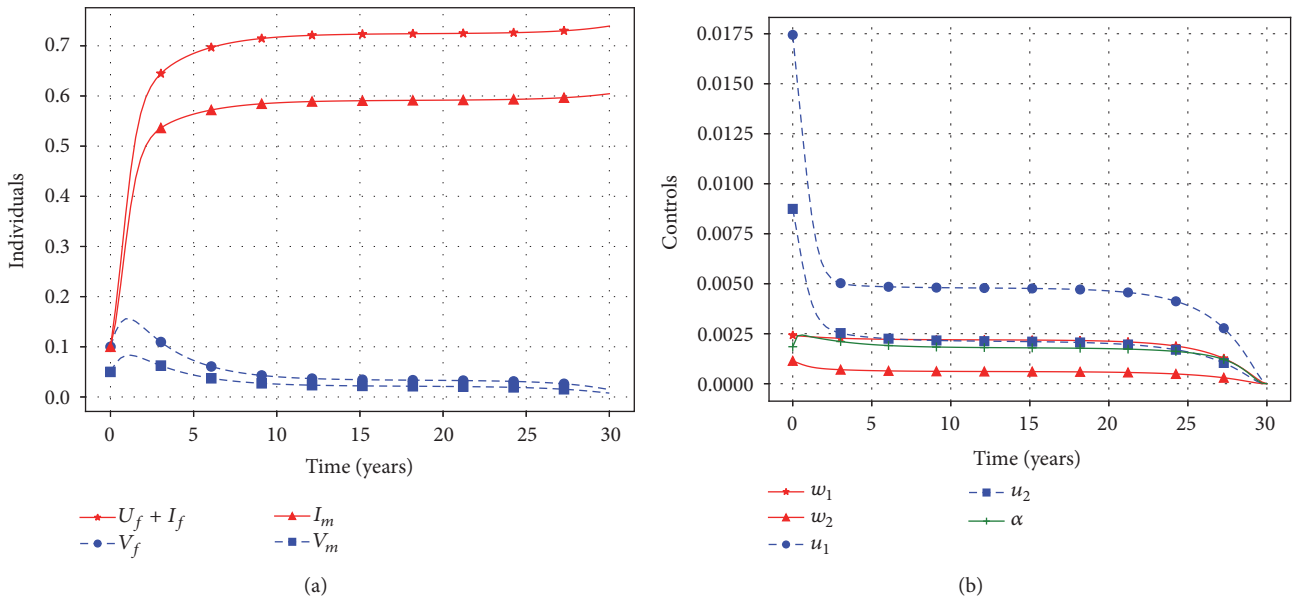 0.7
0.6
0.5
0.4
0.3
0.2
0.1
0.0
Individuals
0 5 10 15 20 25 30
Time (years)
U_f + I_f
V_f
I_m
V_m
(a)
0.0175
0.0150
0.0125
0.0100
0.0075
0.0050
0.0025
0.0000
Controls
0 5 10 15 20 25 30
Time (years)
w_1
w_2
u_1
u_2
α
(b)